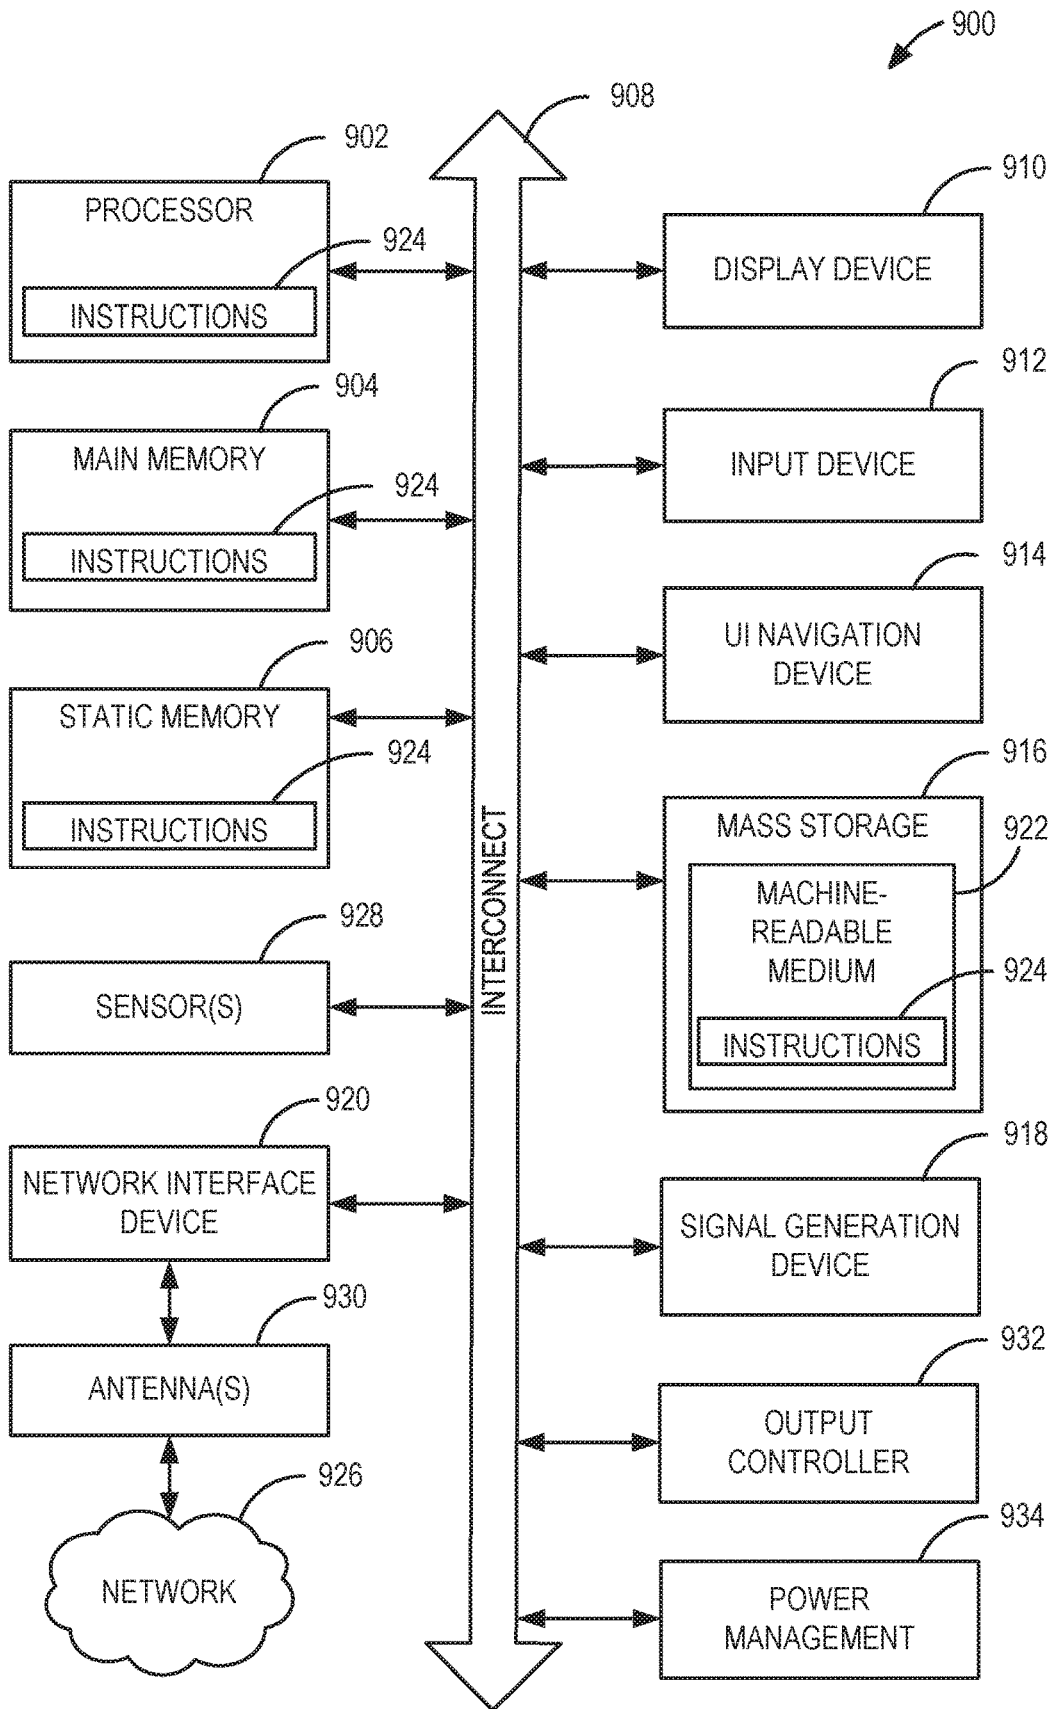 900
908
902
PROCESSOR
924
INSTRUCTIONS
904
MAIN MEMORY
924
INSTRUCTIONS
906
STATIC MEMORY
924
INSTRUCTIONS
928
SENSOR(S)
920
NETWORK INTERFACE
DEVICE
930
ANTENNA(S)
926
NETWORK
INTERCONNECT
910
DISPLAY DEVICE
912
INPUT DEVICE
914
UI NAVIGATION
DEVICE
916
MASS STORAGE
922
MACHINE-
READABLE
MEDIUM
924
INSTRUCTIONS
918
SIGNAL GENERATION
DEVICE
932
OUTPUT
CONTROLLER
934
POWER
MANAGEMENT